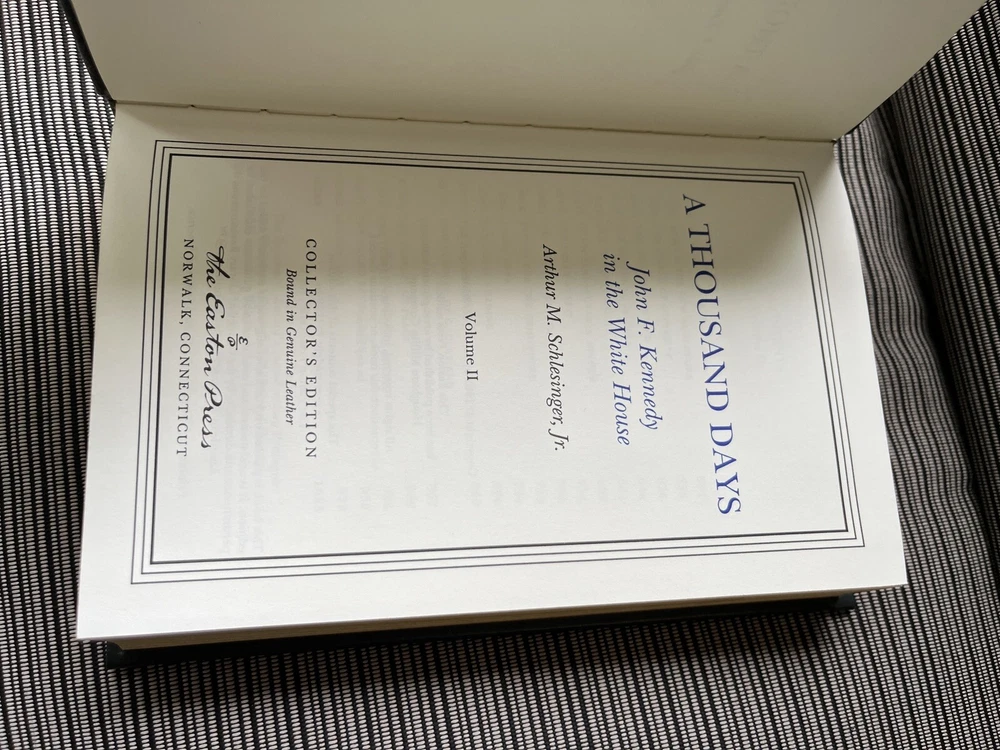 A THOUSAND DAYS
John F. Kennedy
in the White House
Arthur M. Schlesinger, Jr.
Volume II
COLLECTOR'S EDITION
Bound in Genuine Leather
The Easton Press
NORWALK, CONNECTICUT